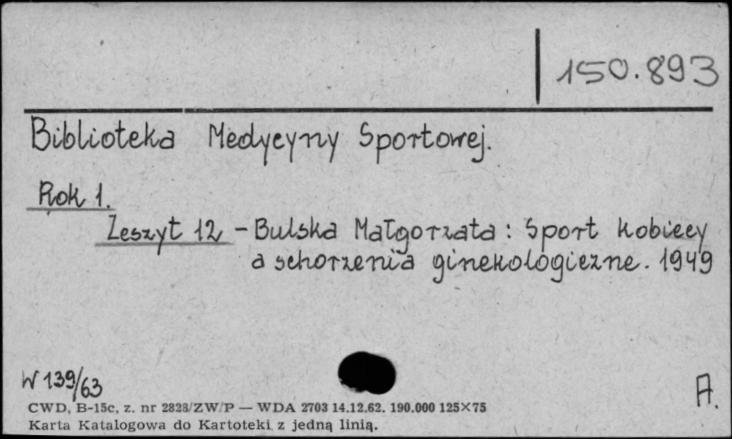 150.893
Biblioteka Medycyny Sportowej.
Rok 1.
Zeszyt 12 - Bulska Małgorzata : Sport kobiecy
a schorzenia ginekologiczne. 1949
W 139/63
A.
CWD, B-15c, z. nr 2828/ZW/P — WDA 2703 14.12.62. 190.000 125×75
Karta Katalogowa do Kartoteki z jedną linią.